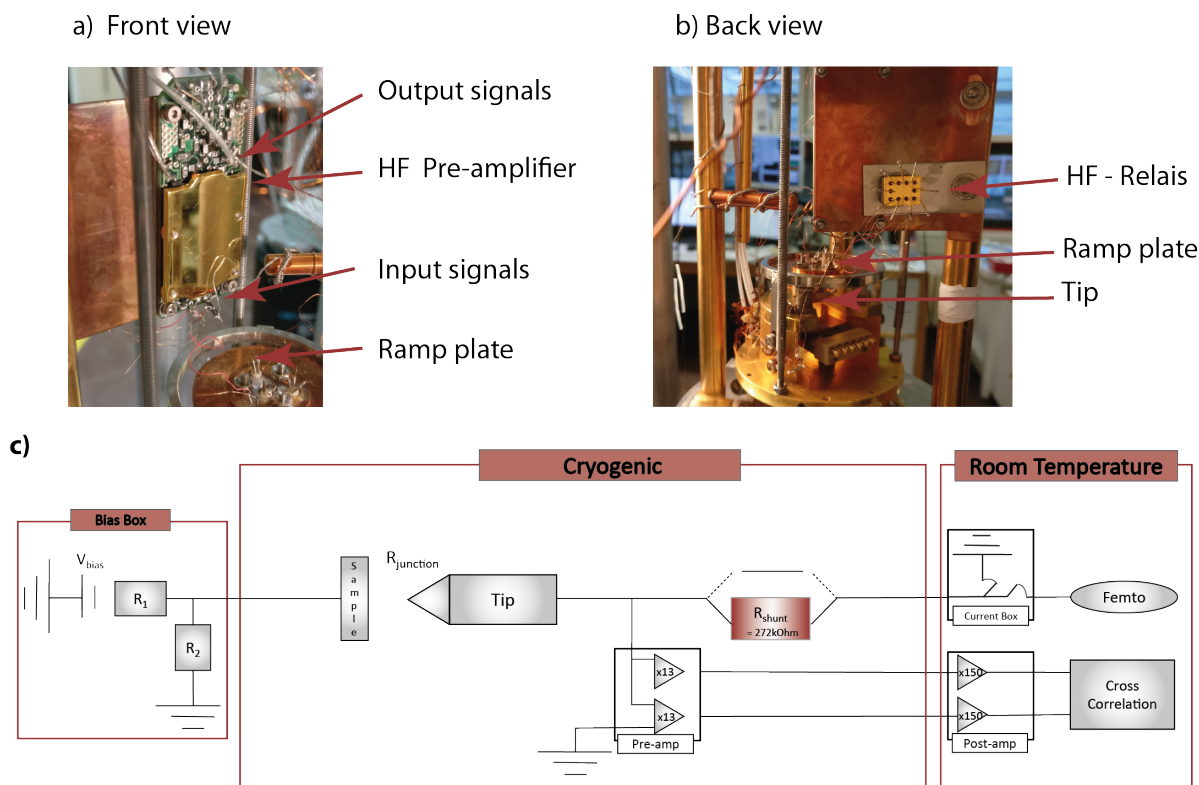 a) Front view
b) Back view
Output signals
HF Pre-amplifier
Input signals
Ramp plate
HF - Relais
Ramp plate
Tip
c)
Cryogenic
Room Temperature
Bias Box
Vbias
R1
R2
Sample
Rjunction
Tip
Rshunt
= 272kOhm
Current Box
Femto
x13
x13
Pre-amp
x150
x150
Post-amp
Cross
Correlation